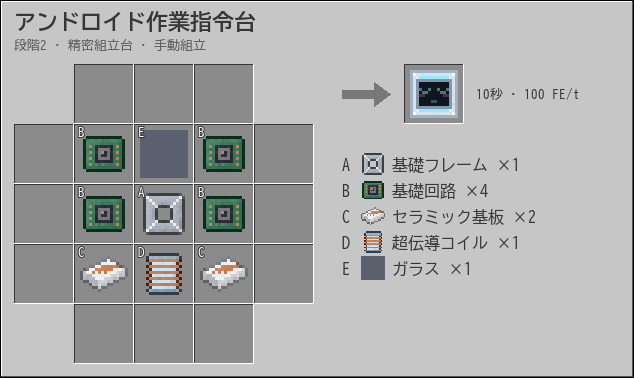 アンドロイド作業指令台
段階2 · 精密組立台 · 手動組立
10秒 · 100 FE/t
B E B
B A B
C D C
A 基礎フレーム ×1
B 基礎回路 ×4
C セラミック基板 ×2
D 超伝導コイル ×1
E ガラス ×1